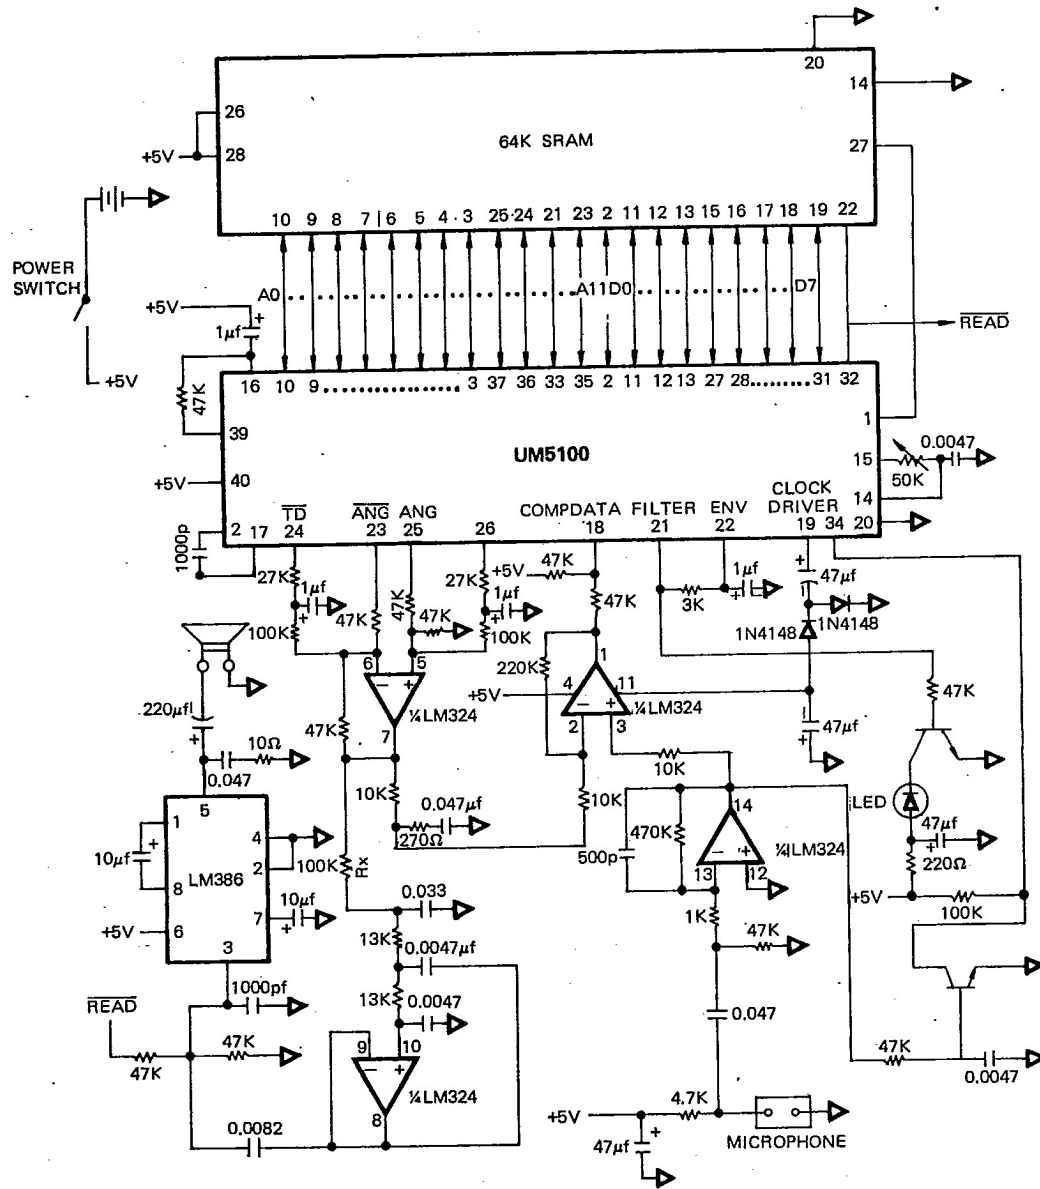 20
14
26
64K SRAM
27
+5V
28
10 9 8 7 6 5 4 3 25 24 21 23 2 11 12 13 15 16 17 18 19 22
POWER
SWITCH
A0 A11 D0 D7
+5V
1µf
READ
+5V
16 10 9 3 37 36 33 35 2 11 12 13 27 28 31 32
47K
1
39
UM5100
0.0047
15
50K
+5V
40
CLOCK
DRIVER
14
TD ANG ANG COMPDATA FILTER ENV
2 17 24 23 25 26 18 21 22 19 34 20
1000p
27K
1µf
47K
47K
47K
27K
1µf
+5V
47K
47K
3K
1µf
47µf
100K
100K
1N4148
1N4148
6 5
1
220K
- +
+5V
4 11
¼LM324
- +
¼LM324
2 3
47K
220µf
+
47K
7
10K
47µf
10Ω
0.047
10K
0.047µf
270Ω
10K
14
LED
5
1
4
470K
500p
¼LM324
- +
13 12
47µf
220Ω
10µf
LM386
2
100K
Rx
8
10µf
7
0.033
1K
+5V
100K
+5V
6
3
13K
0.0047µf
47K
1000pf
READ
13K
0.0047
0.047
47K
47K
47K
9 10
- +
¼LM324
8
47K
0.0047
0.0082
+5V
4.7K
47µf
MICROPHONE